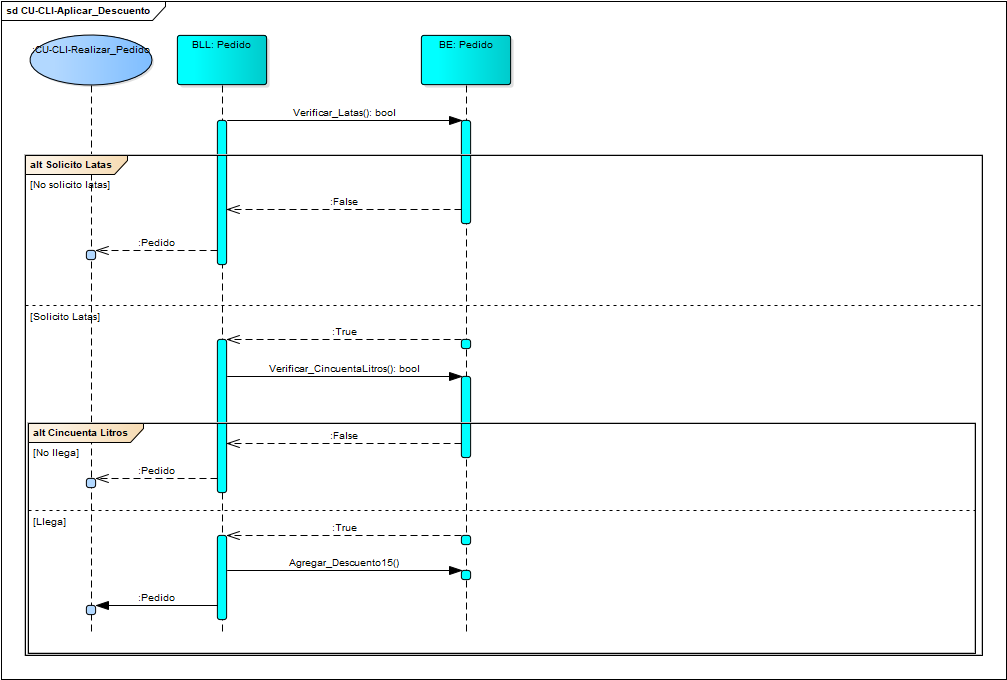 sd CU-CLI-Aplicar_Descuento
:CU-CLI-Realizar_Pedido
BLL: Pedido
BE: Pedido
Verificar_Latas(): bool
alt Solicito Latas
[No solicito latas]
:False
:Pedido
[Solicito Latas]
:True
Verificar_CincuentaLitros(): bool
alt Cincuenta Litros
:False
[No llega]
:Pedido
[Llega]
:True
Agregar_Descuento15()
:Pedido